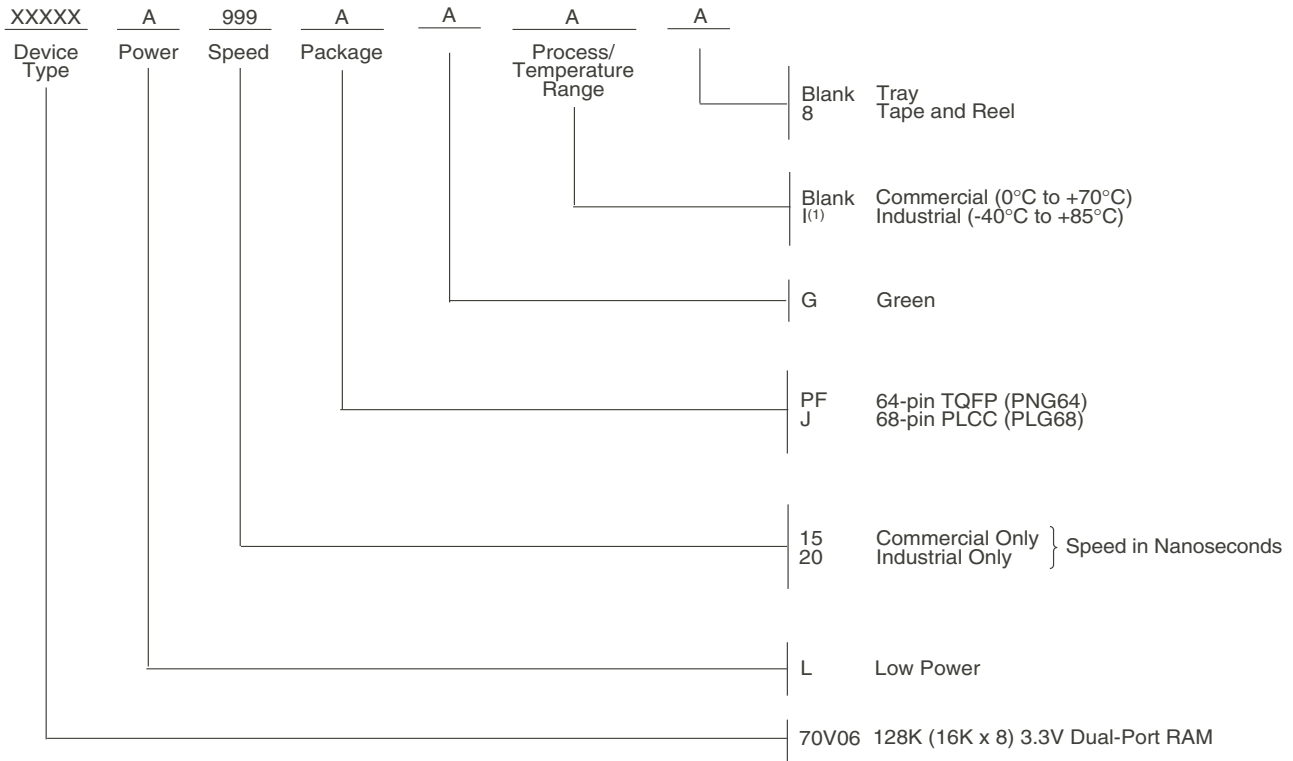 XXXXX A 999 A A A A
Device Type Power Speed Package Process/ Temperature Range
Blank Tray
8 Tape and Reel
Blank Commercial (0°C to +70°C)
I(1) Industrial (-40°C to +85°C)
G Green
PF 64-pin TQFP (PNG64)
J 68-pin PLCC (PLG68)
15 Commercial Only
20 Industrial Only
Speed in Nanoseconds
L Low Power
70V06 128K (16K x 8) 3.3V Dual-Port RAM